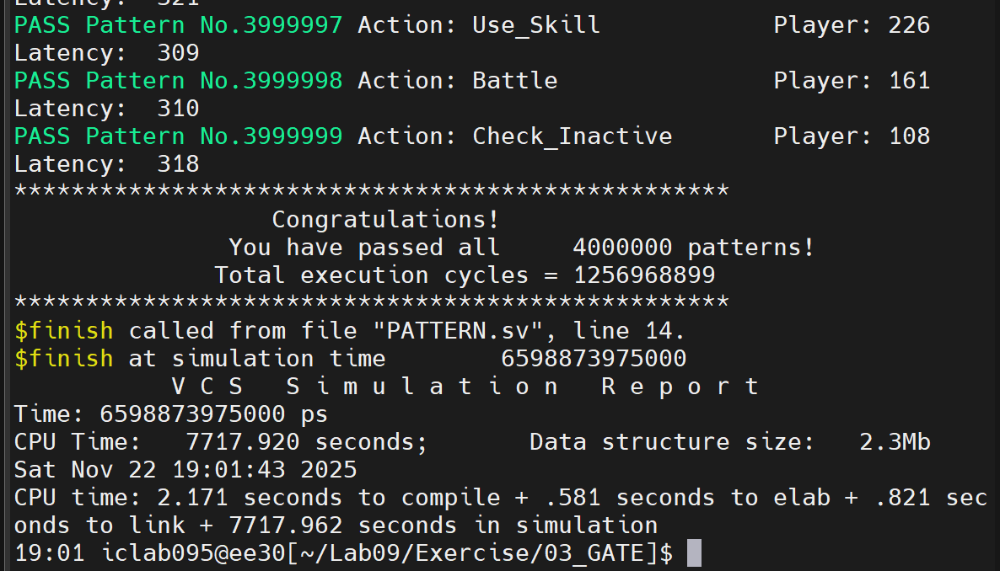 Latency:  321
PASS Pattern No.3999997 Action: Use_Skill            Player: 226
Latency:  309
PASS Pattern No.3999998 Action: Battle               Player: 161
Latency:  310
PASS Pattern No.3999999 Action: Check_Inactive       Player: 108
Latency:  318
**************************************************
                  Congratulations!
               You have passed all     4000000 patterns!
              Total execution cycles = 1256968899
**************************************************
$finish called from file "PATTERN.sv", line 14.
$finish at simulation time        6598873975000
           V C S   S i m u l a t i o n   R e p o r t
Time: 6598873975000 ps
CPU Time:   7717.920 seconds;       Data structure size:   2.3Mb
Sat Nov 22 19:01:43 2025
CPU time: 2.171 seconds to compile + .581 seconds to elab + .821 sec
onds to link + 7717.962 seconds in simulation
19:01 iclab095@ee30[~/Lab09/Exercise/03_GATE]$